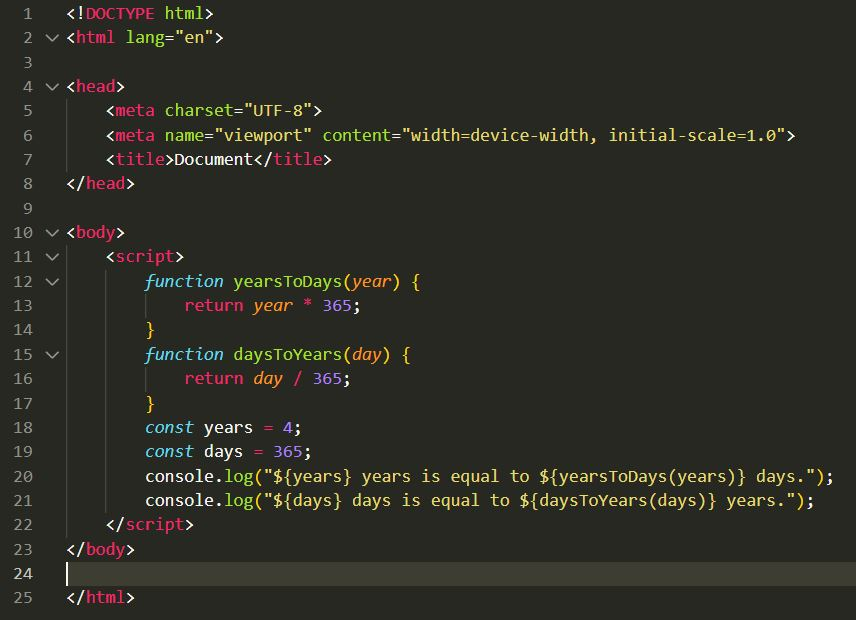 1 <!DOCTYPE html>
2 <html lang="en">
3
4 <head>
5     <meta charset="UTF-8">
6     <meta name="viewport" content="width=device-width, initial-scale=1.0">
7     <title>Document</title>
8 </head>
9
10 <body>
11     <script>
12         function yearsToDays(year) {
13             return year * 365;
14         }
15         function daysToYears(day) {
16             return day / 365;
17         }
18         const years = 4;
19         const days = 365;
20         console.log("${years} years is equal to ${yearsToDays(years)} days.");
21         console.log("${days} days is equal to ${daysToYears(days)} years.");
22     </script>
23 </body>
24
25 </html>